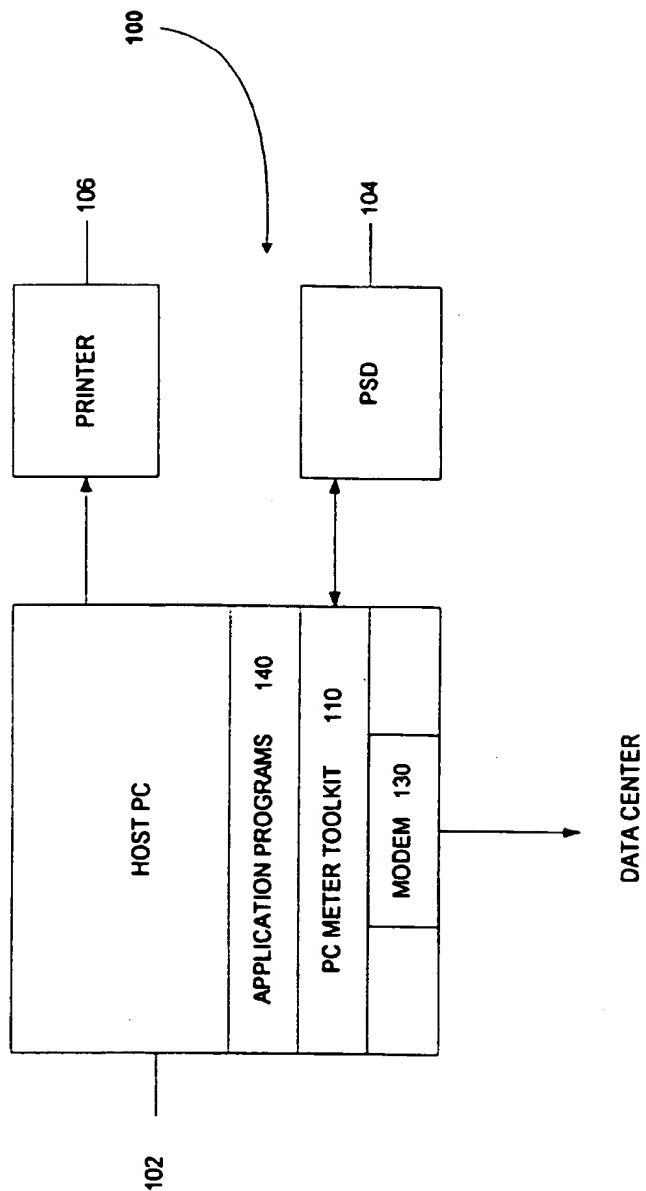 100
102
HOST PC
APPLICATION PROGRAMS 140
PC METER TOOLKIT 110
MODEM 130
DATA CENTER
PRINTER
106
PSD
104